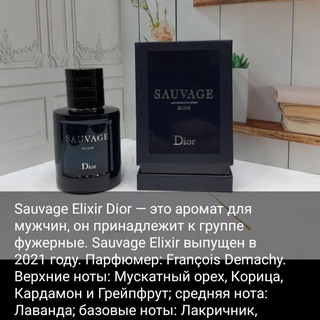 SAUVAGE
ELIXIR
Dior
SAUVAGE
ELIXIR
Dior
Sauvage Elixir Dior — это аромат для
мужчин, он принадлежит к группе
фужерные. Sauvage Elixir выпущен в
2021 году. Парфюмер: François Demachy.
Верхние ноты: Мускатный орех, Корица,
Кардамон и Грейпфрут; средняя нота:
Лаванда; базовые ноты: Лакричник,